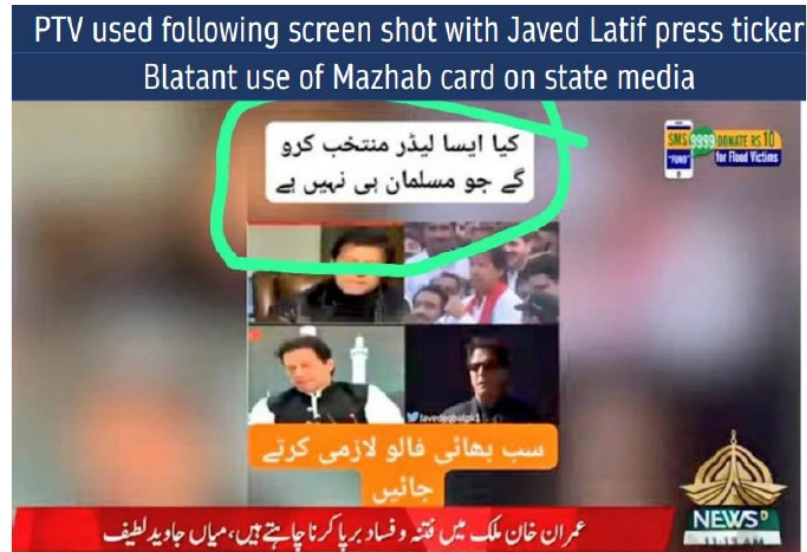 PTV used following screen shot with Javed Latif press ticker
Blatant use of Mazhab card on state media
کیا ایسا لیڈر منتخب کرو
گے جو مسلمان ہی نہیں ہے
SMS 9999 DONATE RS.10
"FUND" for Flood Victims
سب بھائی فالو لازمی کرتے
جائیں
عمران خان ملک میں فتنہ و فساد برپا کرنا چاہتے ہیں، میاں جاوید لطیف
NEWS